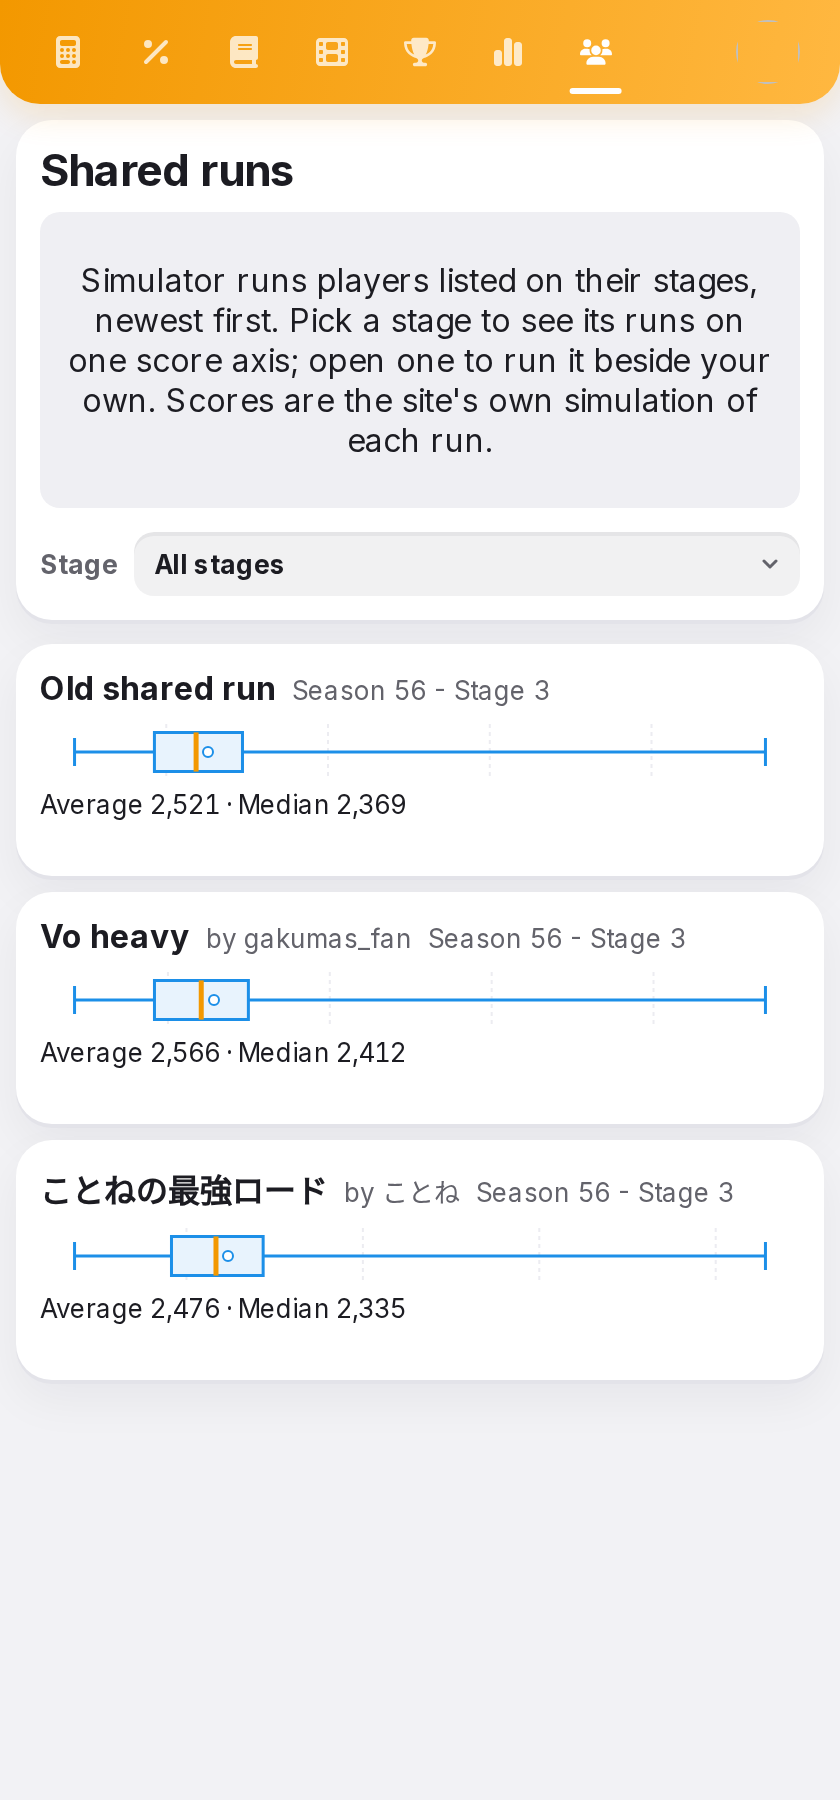 Shared runs
Simulator runs players listed on their stages,
newest first. Pick a stage to see its runs on
one score axis; open one to run it beside your
own. Scores are the site's own simulation of
each run.
Stage All stages
Old shared run Season 56 - Stage 3
Average 2,521 · Median 2,369
Vo heavy by gakumas_fan Season 56 - Stage 3
Average 2,566 · Median 2,412
ことねの最強ロード by ことね Season 56 - Stage 3
Average 2,476 · Median 2,335